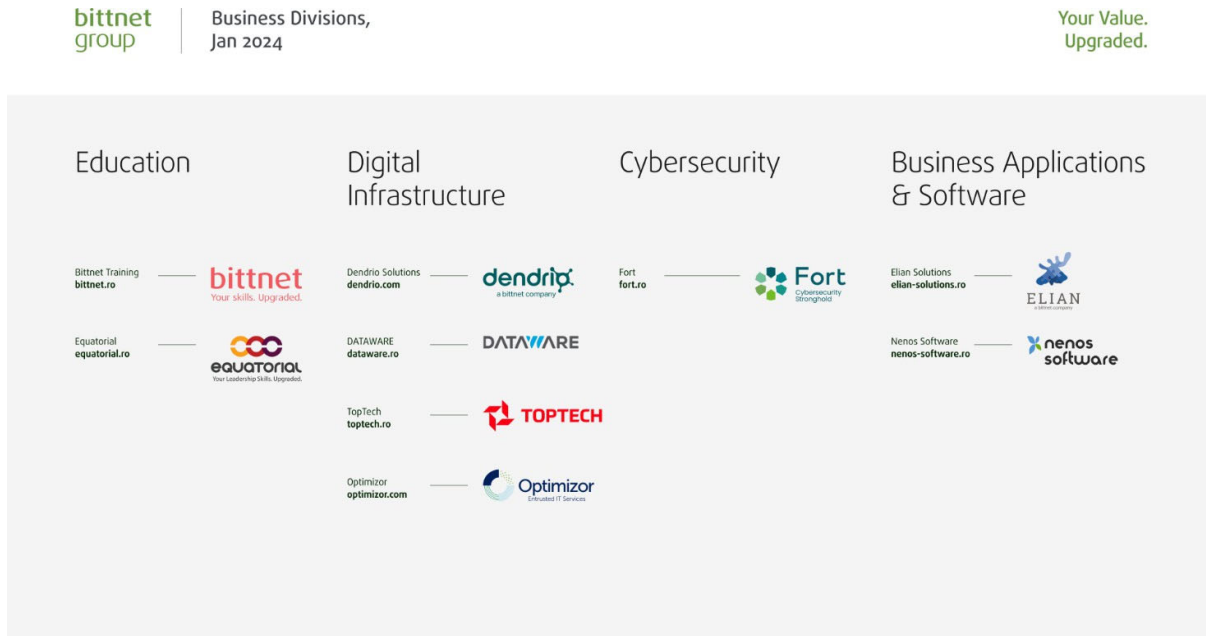 bittnet
group
Business Divisions,
Jan 2024
Your Value.
Upgraded.
Education
Bittnet Training
bittnet.ro
bittnet
Your skills. Upgraded.
Equatorial
equatorial.ro
equatorial
Your Leadership Skills. Upgraded.
Digital
Infrastructure
Dendrio Solutions
dendrio.com
dendrio
a bittnet company
DATAWARE
dataware.ro
DATAWARE
TopTech
toptech.ro
TOPTECH
Optimizor
optimizor.com
Optimizor
Entrusted IT Services
Cybersecurity
Fort
fort.ro
Fort
Cybersecurity
Stronghold
Business Applications
& Software
Elian Solutions
elian-solutions.ro
ELIAN
a bittnet company
Nenos Software
nenos-software.ro
nenos
software